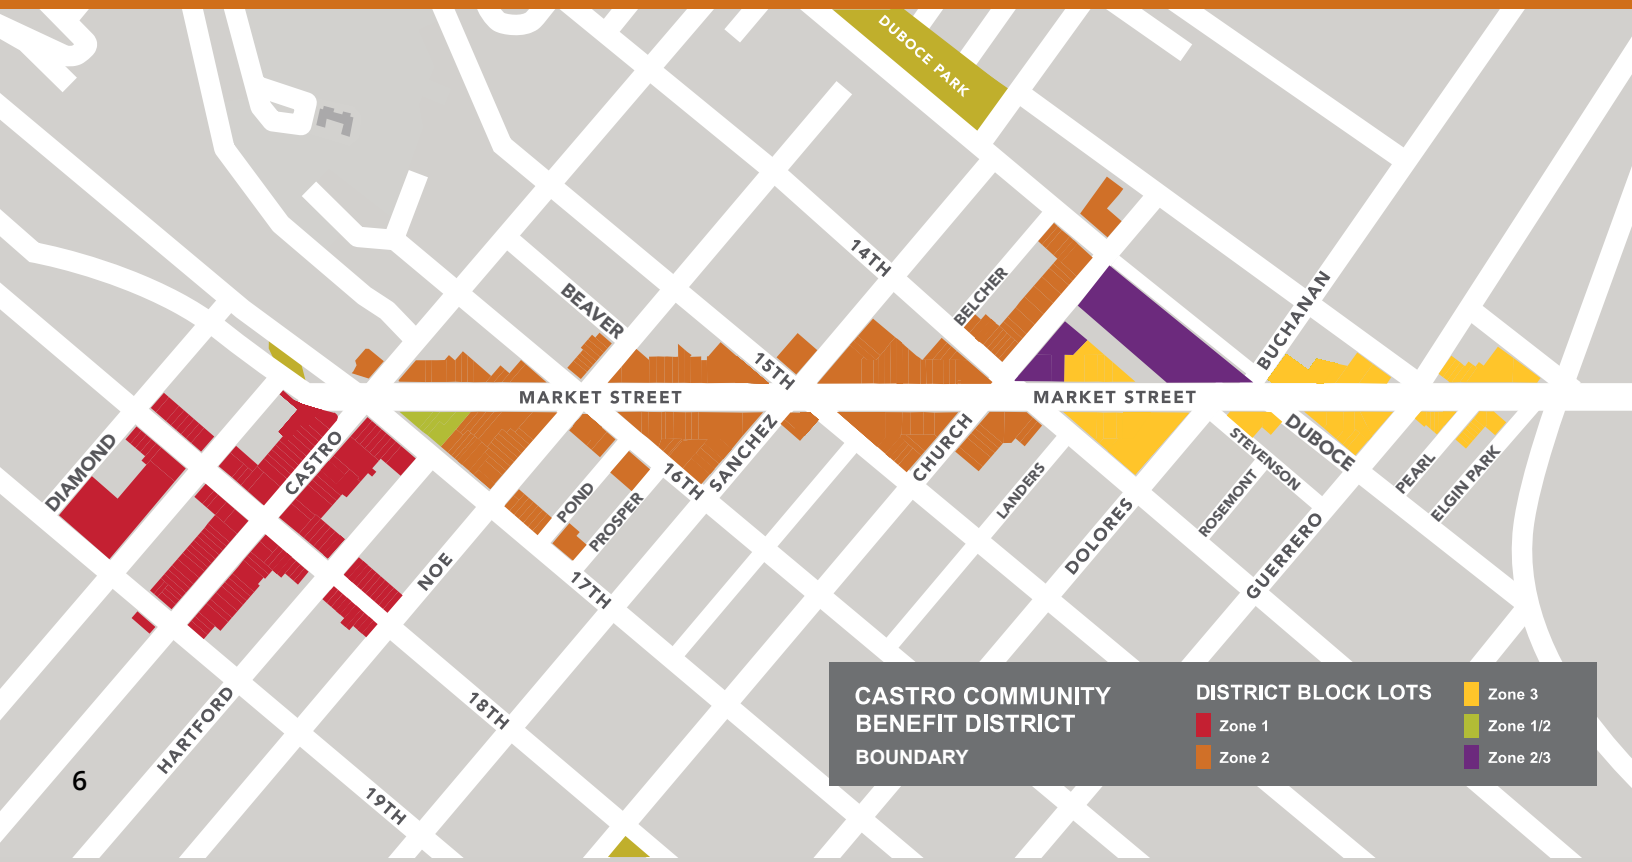 DUBOCE PARK
14TH
BELCHER
BUCHANAN
BEAVER
15TH
MARKET STREET
MARKET STREET
DIAMOND
CASTRO
SANCHEZ
CHURCH
16TH
STEVENSON
DUBOCE
LANDERS
POND
PROSPER
ROSEMONT
PEARL
ELGIN PARK
DOLORES
GUERRERO
NOE
17TH
HARTFORD
18TH
19TH
CASTRO COMMUNITY
BENEFIT DISTRICT
BOUNDARY
DISTRICT BLOCK LOTS
Zone 1
Zone 2
Zone 3
Zone 1/2
Zone 2/3
6